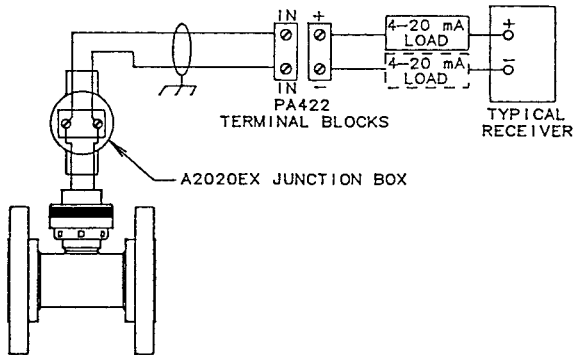 IN +
4-20 mA
LOAD
+
4-20 mA
LOAD
−
IN −
PA422
TERMINAL BLOCKS
TYPICAL
RECEIVER
A2020EX JUNCTION BOX